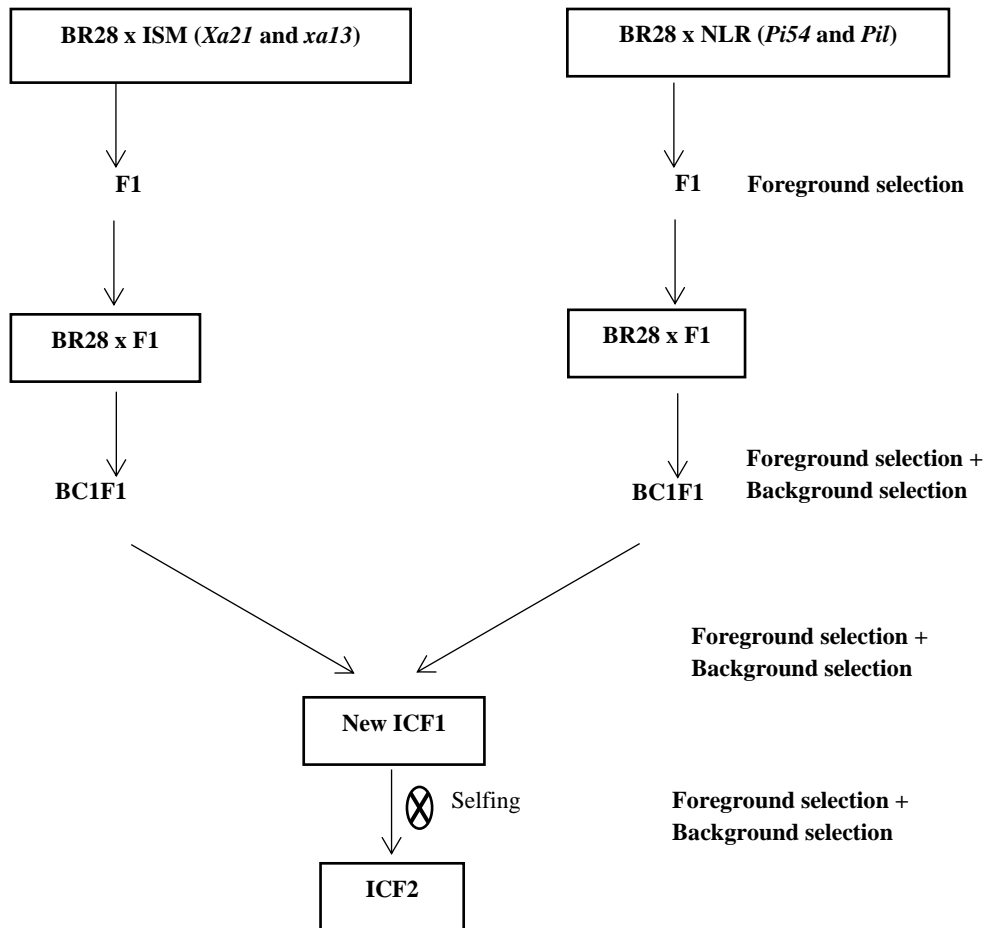 BR28 x ISM (Xa21 and xa13)
BR28 x NLR (Pi54 and Pil)
F1
F1
Foreground selection
BR28 x F1
BR28 x F1
BC1F1
BC1F1
Foreground selection +
Background selection
Foreground selection +
Background selection
New ICF1
Selfing
Foreground selection +
Background selection
ICF2